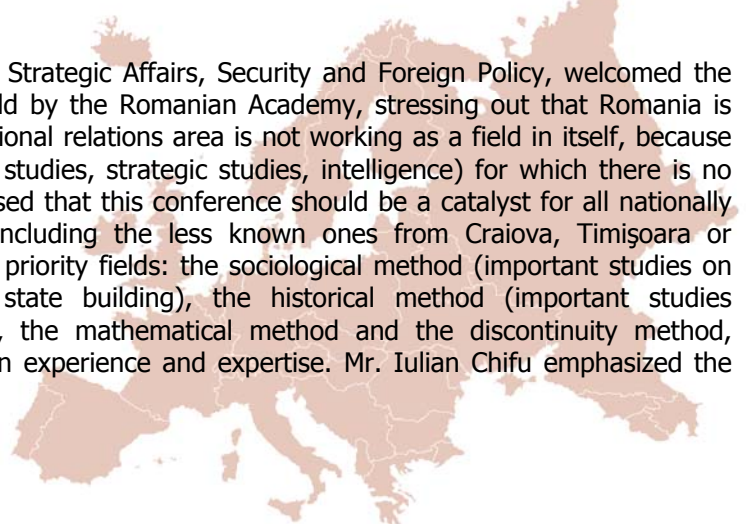 Strategic Affairs, Security and Foreign Policy, welcomed the
ld by the Romanian Academy, stressing out that Romania is
ional relations area is not working as a field in itself, because
studies, strategic studies, intelligence) for which there is no
sed that this conference should be a catalyst for all nationally
ncluding the less known ones from Craiova, Timişoara or
priority fields: the sociological method (important studies on
state building), the historical method (important studies
, the mathematical method and the discontinuity method,
n experience and expertise. Mr. Iulian Chifu emphasized the